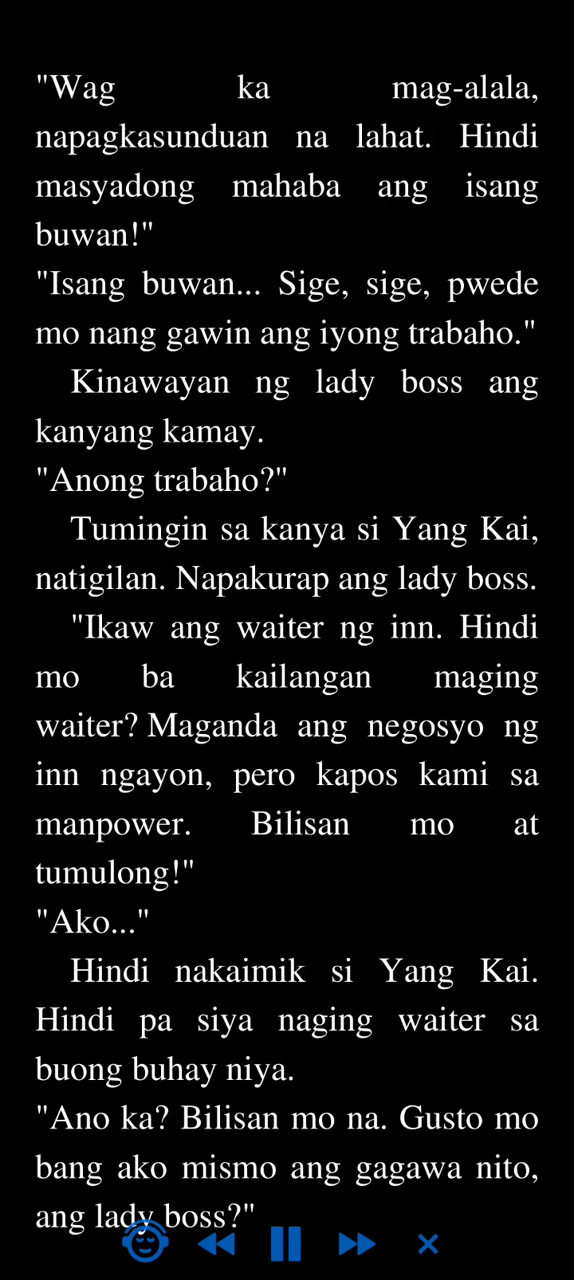 "Wag ka mag-alala,
napagkasunduan na lahat. Hindi
masyadong mahaba ang isang
buwan!"
"Isang buwan... Sige, sige, pwede
mo nang gawin ang iyong trabaho."
Kinawayan ng lady boss ang
kanyang kamay.
"Anong trabaho?"
Tumingin sa kanya si Yang Kai,
natigilan. Napakurap ang lady boss.
"Ikaw ang waiter ng inn. Hindi
mo ba kailangan maging
waiter? Maganda ang negosyo ng
inn ngayon, pero kapos kami sa
manpower. Bilisan mo at
tumulong!"
"Ako..."
Hindi nakaimik si Yang Kai.
Hindi pa siya naging waiter sa
buong buhay niya.
"Ano ka? Bilisan mo na. Gusto mo
bang ako mismo ang gagawa nito,
ang lady boss?"